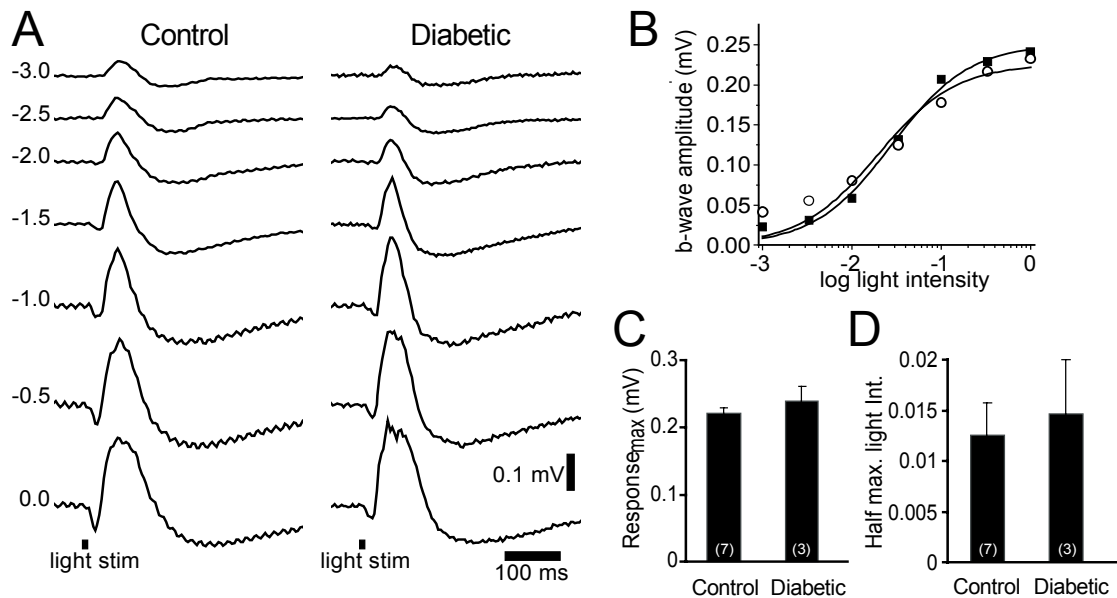 A
Control
Diabetic
-3.0
-2.5
-2.0
-1.5
-1.0
-0.5
0.0
0.1 mV
light stim
light stim
100 ms
B
b-wave amplitude (mV)
0.25
0.20
0.15
0.10
0.05
0.00
-3
-2
-1
0
log light intensity
C
Response max (mV)
0.3
0.2
0.1
0
(7)
(3)
Control
Diabetic
D
Half max. light Int.
0.02
0.015
0.01
0.005
0
(7)
(3)
Control
Diabetic